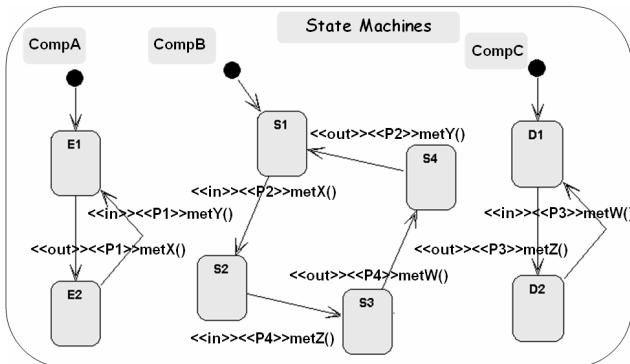 State Machines
CompA
CompB
CompC
E1
<<in>><<P1>>metY()
<<out>><<P1>>metX()
E2
S1
<<out>><<P2>>metY()
S4
<<in>><<P2>>metX()
S2
<<out>><<P4>>metW()
S3
<<in>><<P4>>metZ()
D1
<<in>><<P3>>metW()
<<out>><<P3>>metZ()
D2